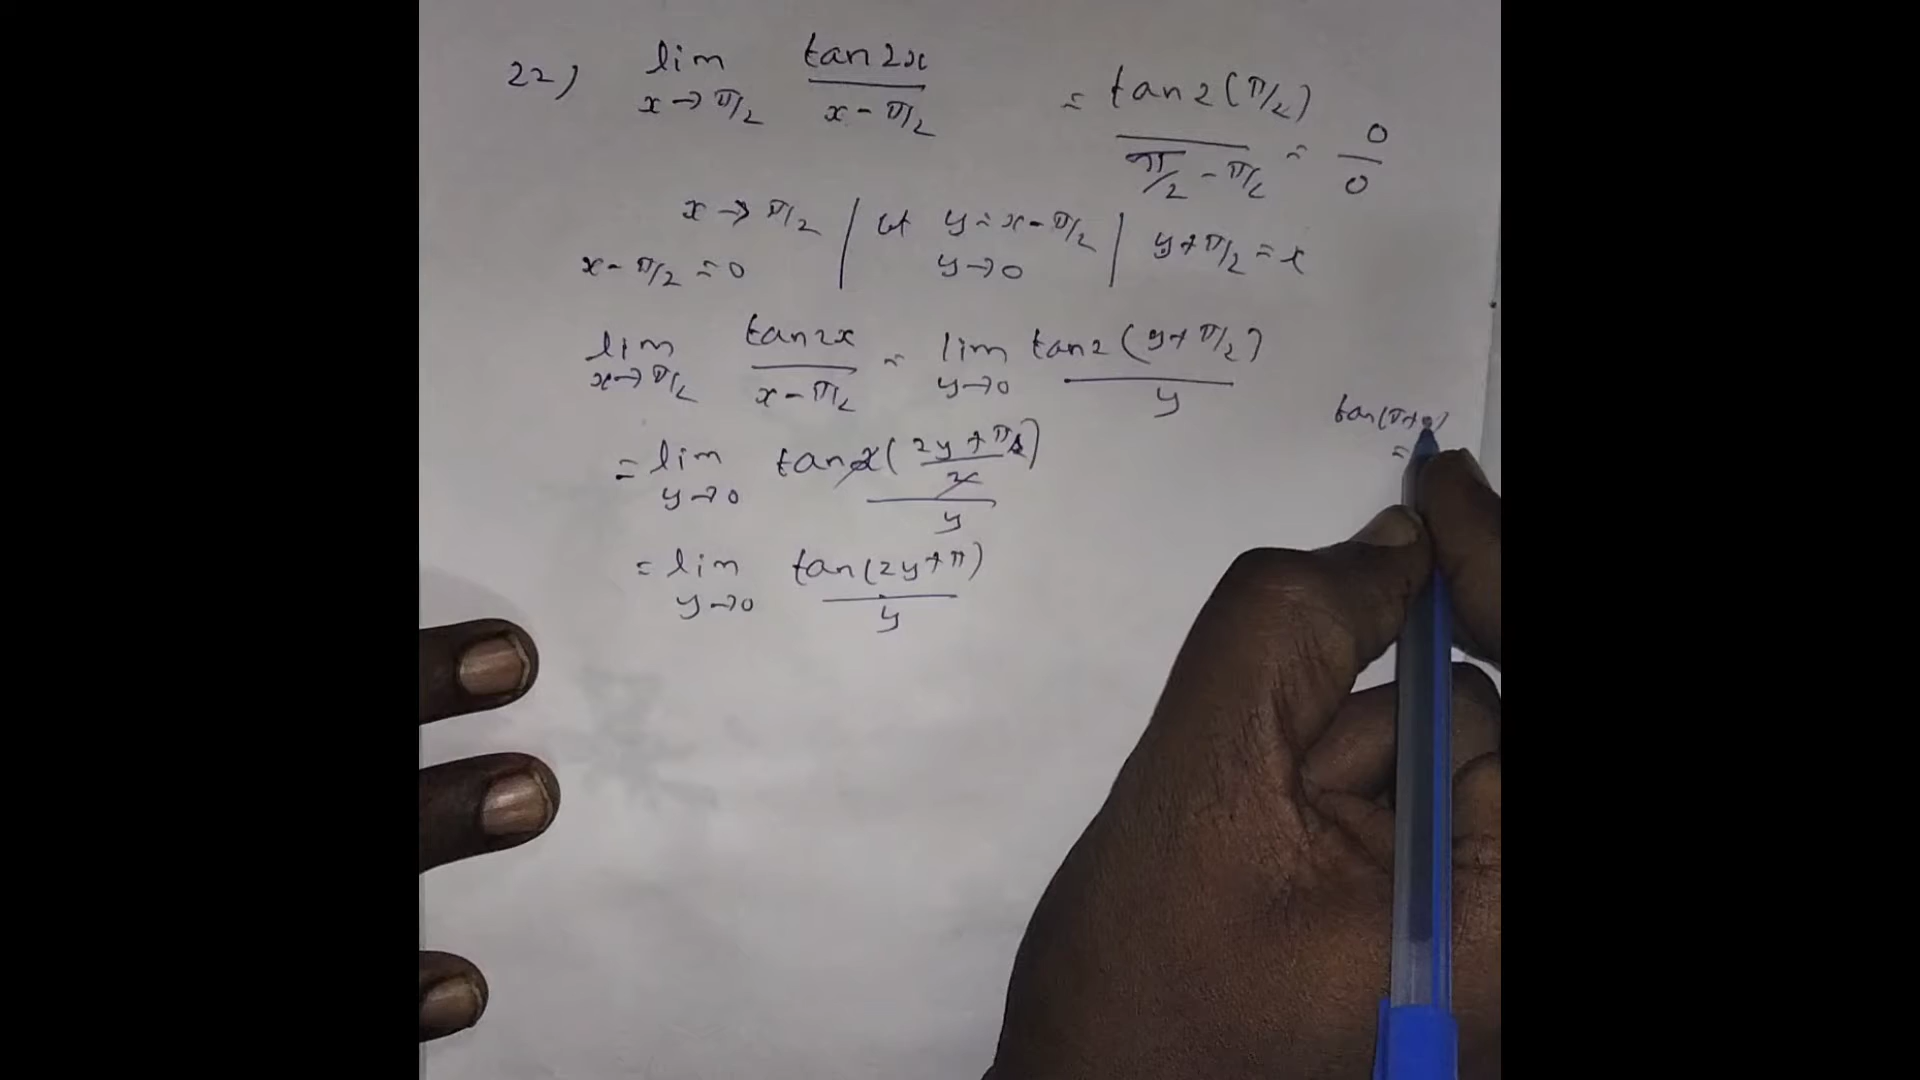 22) lim x→π/2 tan2x / x-π/2 = tan2(π/2) / π/2-π/2 = 0/0
x→π/2 | let y=x-π/2 | y+π/2=x
x-π/2=0 | y→0
lim x→π/2 tan2x / x-π/2 = lim y→0 tan2(y+π/2) / y
tan(π+
=
= lim y→0 tan2(2y+π/2) / y
= lim y→0 tan(2y+π) / y